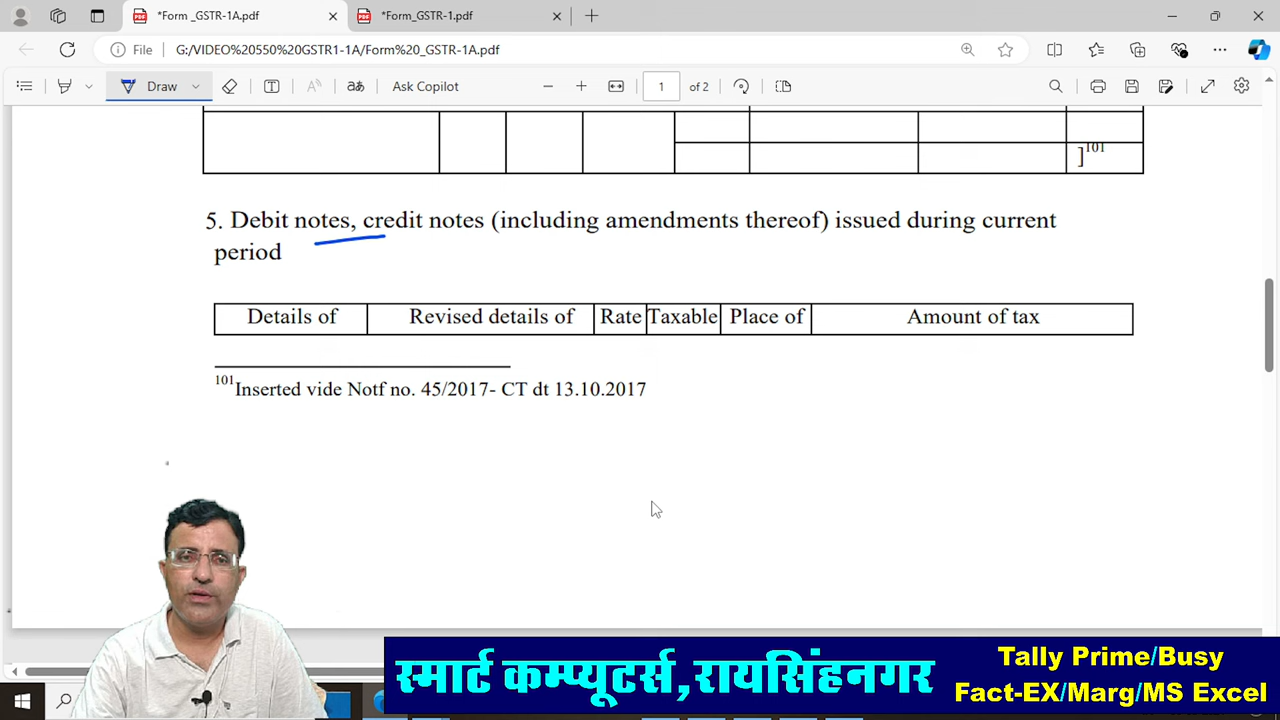 *Form _GSTR-1A.pdf
*Form_GSTR-1.pdf
File
G:/VIDEO%20550%20GSTR1-1A/Form%20_GSTR-1A.pdf
Draw
aあ
Ask Copilot
1
of 2
]101
5. Debit notes, credit notes (including amendments thereof) issued during current
period
Details of
Revised details of
Rate
Taxable
Place of
Amount of tax
101Inserted vide Notf no. 45/2017- CT dt 13.10.2017
स्मार्ट कम्प्यूटर्स,रायसिंहनगर
Tally Prime/Busy
Fact-EX/Marg/MS Excel